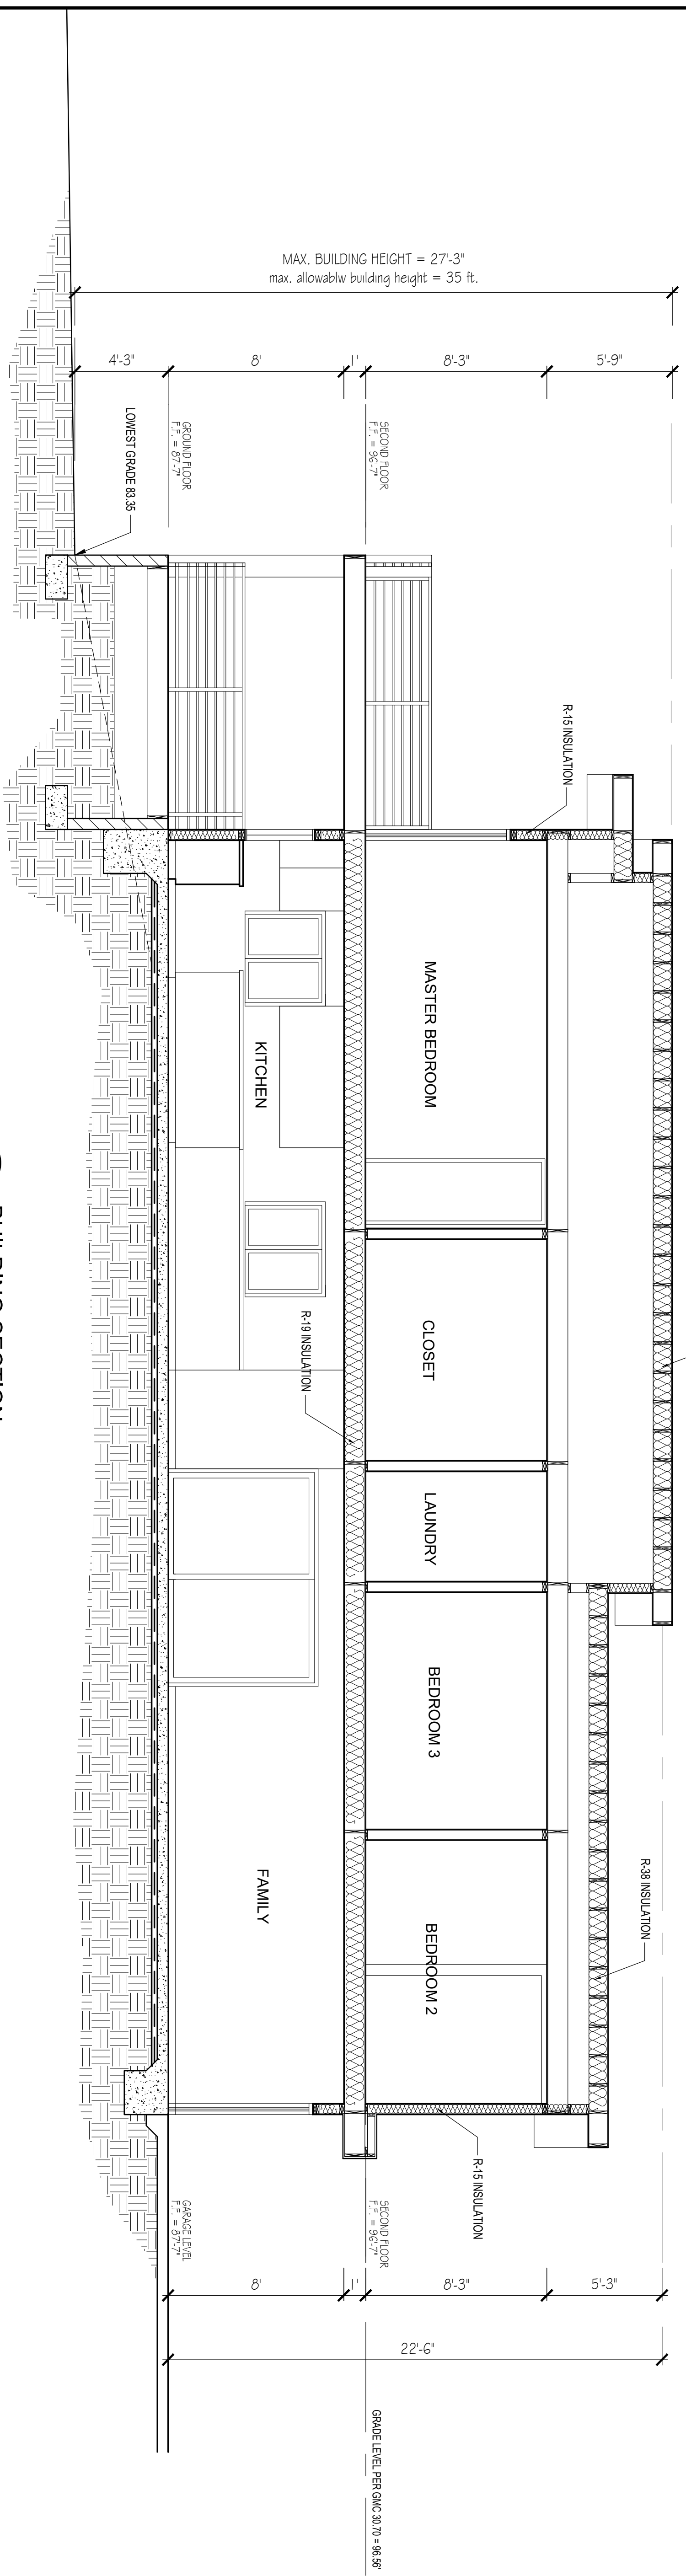 MAX. BUILDING HEIGHT = 27'-3"
max. allowablw building height = 35 ft.
4'-3"
8'
1'
8'-3"
5'-9"
LOWEST GRADE 83.35
GROUND FLOOR
F.F. = 87'-7"
SECOND FLOOR
F.F. = 96'-7"
R-15 INSULATION
MASTER BEDROOM
KITCHEN
CLOSET
R-19 INSULATION
LAUNDRY
BEDROOM 3
BEDROOM 2
FAMILY
R-38 INSULATION
R-15 INSULATION
GARAGE LEVEL
F.F. = 87'-7"
SECOND FLOOR
F.F. = 96'-7"
8'
1'
8'-3"
5'-3"
22'-6"
GRADE LEVEL PER GMC 30.70 = 96.56'
BUILDING SECTION